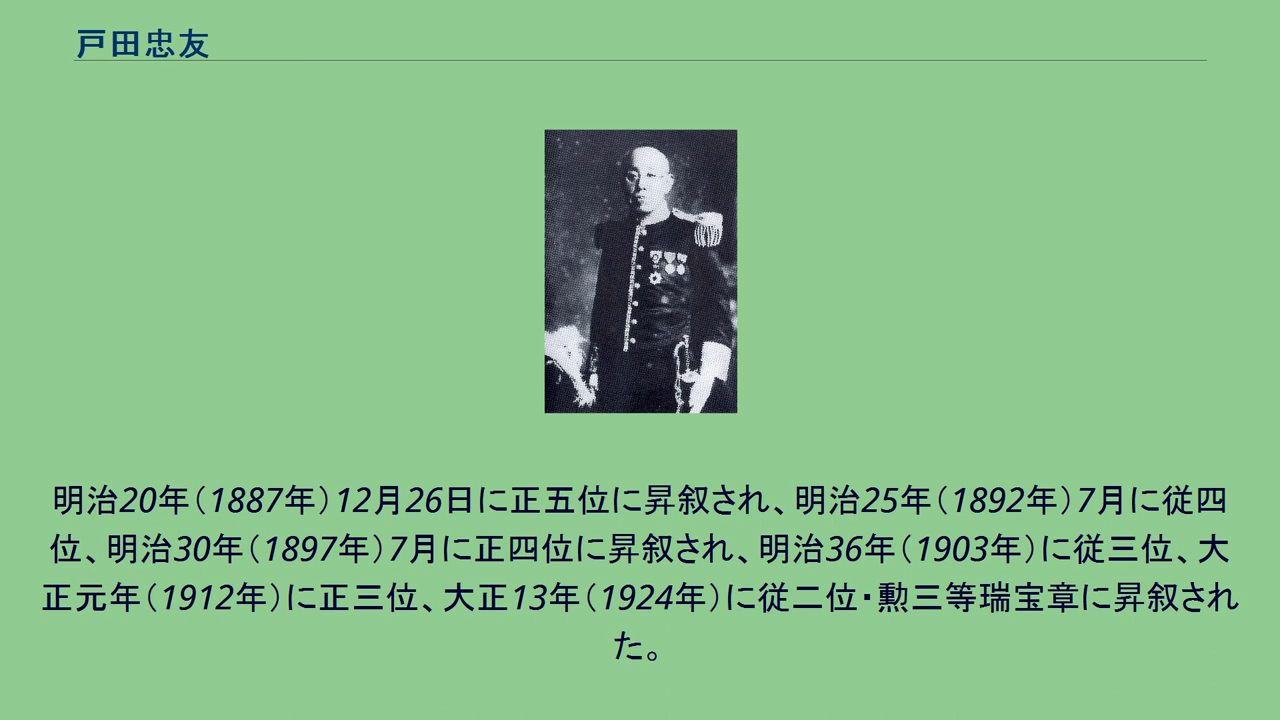 戸田忠友
明治20年（1887年）12月26日に正五位に昇叙され、明治25年（1892年）7月に従四
位、明治30年（1897年）7月に正四位に昇叙され、明治36年（1903年）に従三位、大
正元年（1912年）に正三位、大正13年（1924年）に従二位・勲三等瑞宝章に昇叙され
た。